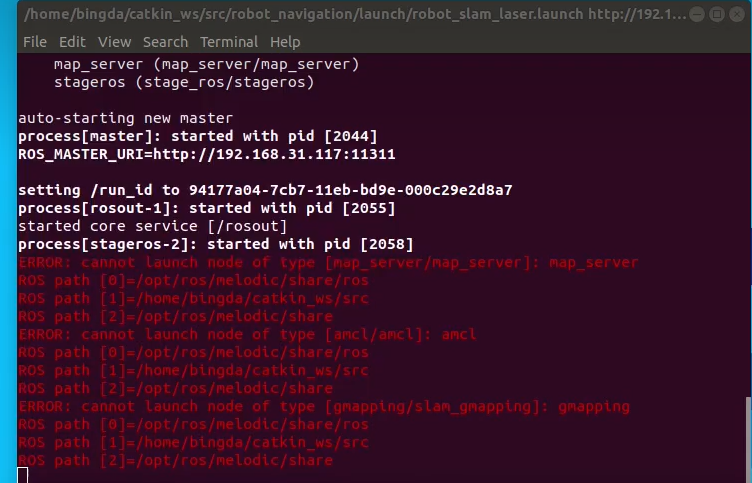 /home/bingda/catkin_ws/src/robot_navigation/launch/robot_slam_laser.launch http://192.1...
File Edit View Search Terminal Help
map_server (map_server/map_server)
stageros (stage_ros/stageros)
auto-starting new master
process[master]: started with pid [2044]
ROS_MASTER_URI=http://192.168.31.117:11311
setting /run_id to 94177a04-7cb7-11eb-bd9e-000c29e2d8a7
process[rosout-1]: started with pid [2055]
started core service [/rosout]
process[stageros-2]: started with pid [2058]
ERROR: cannot launch node of type [map_server/map_server]: map_server
ROS path [0]=/opt/ros/melodic/share/ros
ROS path [1]=/home/bingda/catkin_ws/src
ROS path [2]=/opt/ros/melodic/share
ERROR: cannot launch node of type [amcl/amcl]: amcl
ROS path [0]=/opt/ros/melodic/share/ros
ROS path [1]=/home/bingda/catkin_ws/src
ROS path [2]=/opt/ros/melodic/share
ERROR: cannot launch node of type [gmapping/slam_gmapping]: gmapping
ROS path [0]=/opt/ros/melodic/share/ros
ROS path [1]=/home/bingda/catkin_ws/src
ROS path [2]=/opt/ros/melodic/share